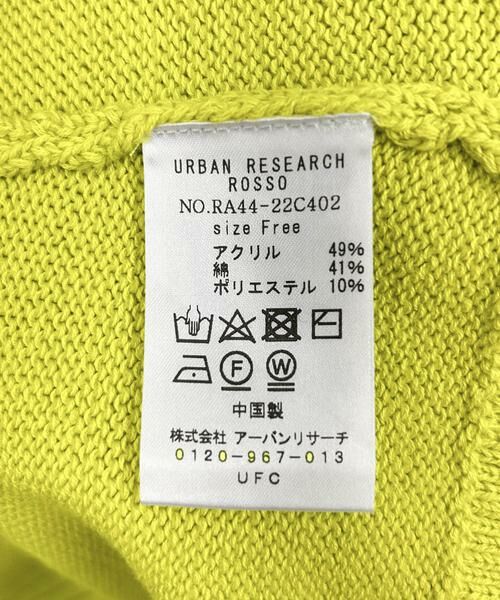 URBAN RESEARCH
ROSSO
NO.RA44-22C402
size Free
アクリル 49%
綿 41%
ポリエステル 10%
F W
中国製
株式会社 アーバンリサーチ
0120-967-013
UFC